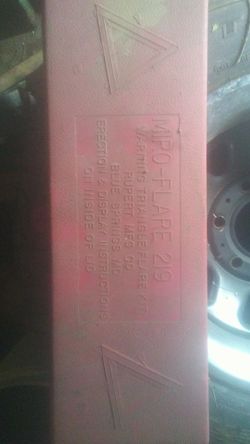 MIPO-FLARE 219
WARNING TRIANGLE FLARE KIT
RUPERT MFG CO
BLUE SPRINGS MO
ERECTION & DISPLAY INSTRUCTIONS
ON INSIDE OF LID